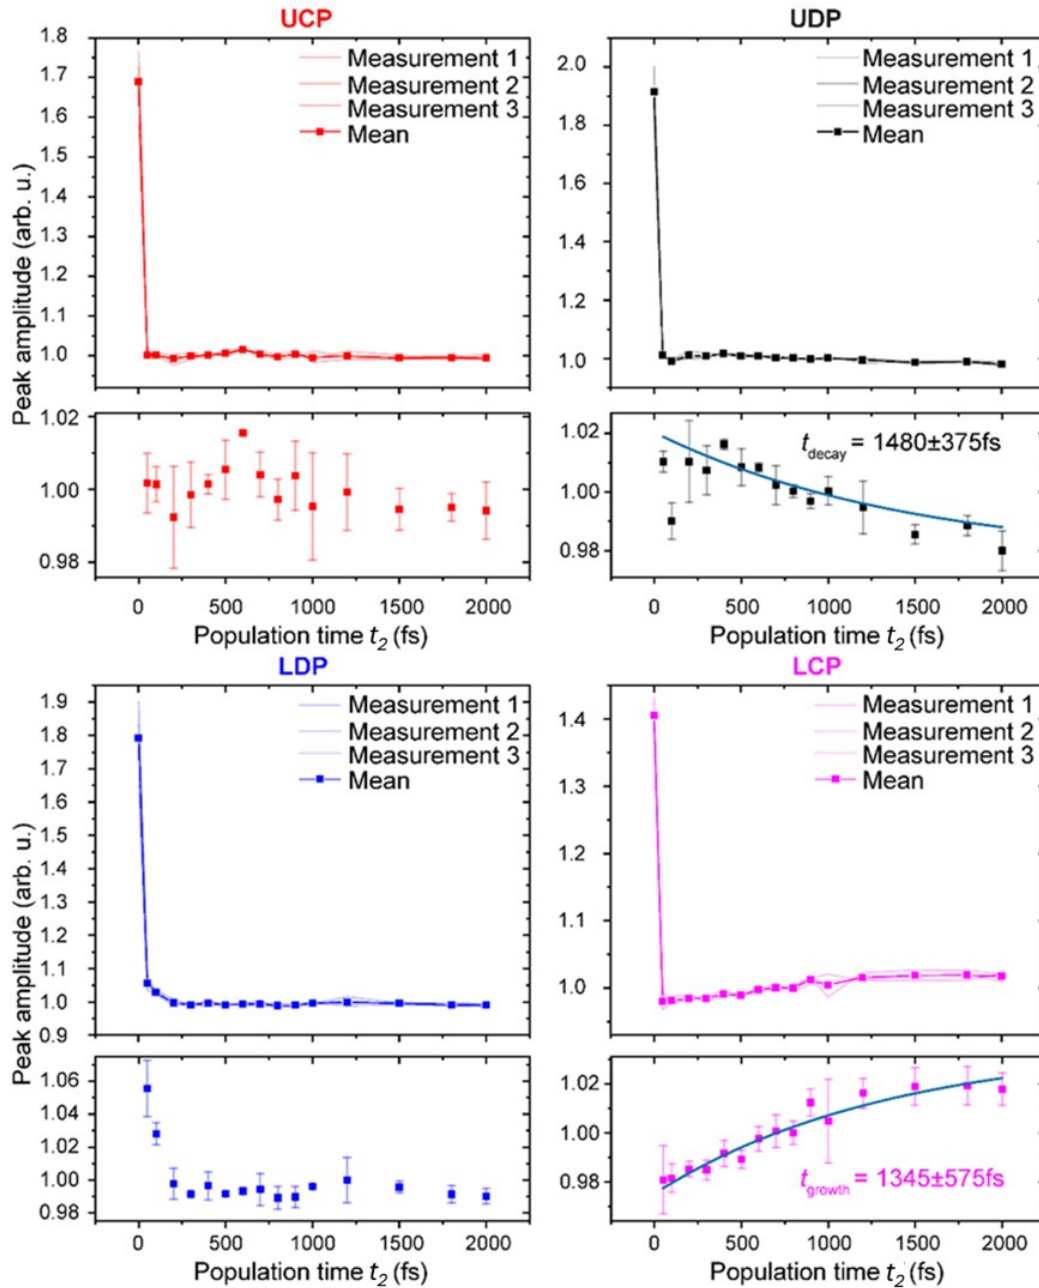 UCP
UDP
1.8
1.7
1.6
1.5
1.4
1.3
1.2
1.1
1.0
Peak amplitude (arb. u.)
Measurement 1
Measurement 2
Measurement 3
Mean
2.0
1.8
1.6
1.4
1.2
1.0
Measurement 1
Measurement 2
Measurement 3
Mean
1.02
1.00
0.98
0 500 1000 1500 2000
Population time t2 (fs)
1.02
1.00
0.98
tdecay = 1480±375fs
0 500 1000 1500 2000
Population time t2 (fs)
LDP
LCP
1.9
1.8
1.7
1.6
1.5
1.4
1.3
1.2
1.1
1.0
0.9
Peak amplitude (arb. u.)
Measurement 1
Measurement 2
Measurement 3
Mean
1.4
1.3
1.2
1.1
1.0
Measurement 1
Measurement 2
Measurement 3
Mean
1.06
1.04
1.02
1.00
0.98
0 500 1000 1500 2000
Population time t2 (fs)
1.02
1.00
0.98
tgrowth = 1345±575fs
0 500 1000 1500 2000
Population time t2 (fs)